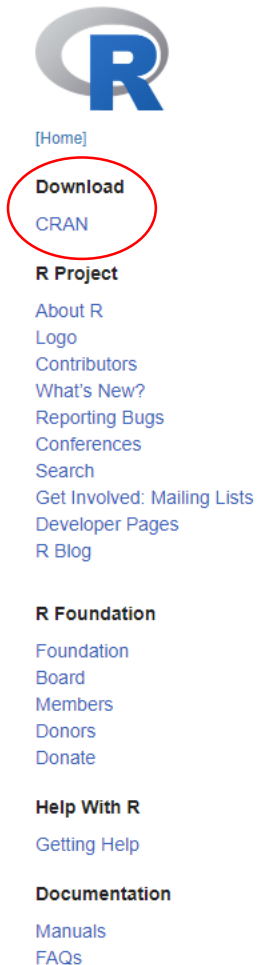 R
[Home]
Download
CRAN
R Project
About R
Logo
Contributors
What's New?
Reporting Bugs
Conferences
Search
Get Involved: Mailing Lists
Developer Pages
R Blog
R Foundation
Foundation
Board
Members
Donors
Donate
Help With R
Getting Help
Documentation
Manuals
FAQs